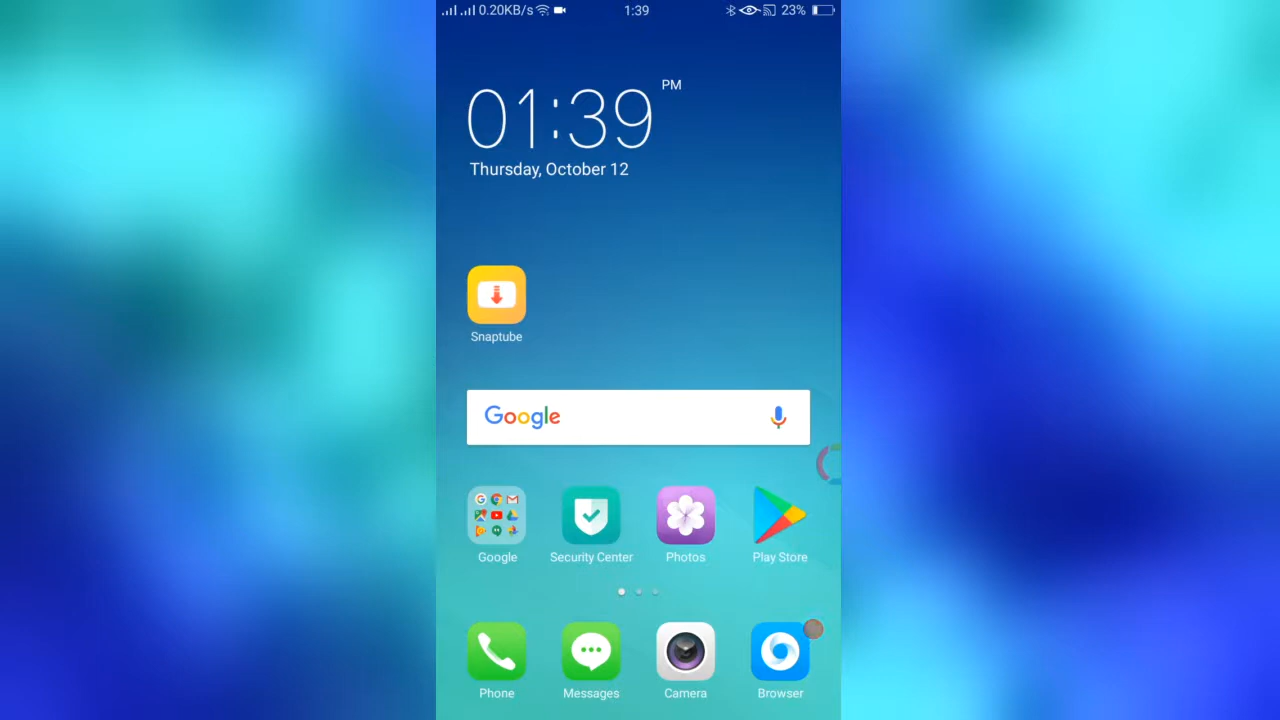 0.20KB/s 1:39 23%
PM
01:39
Thursday, October 12
Snaptube
Google
Google Security Center Photos Play Store
Phone Messages Camera Browser